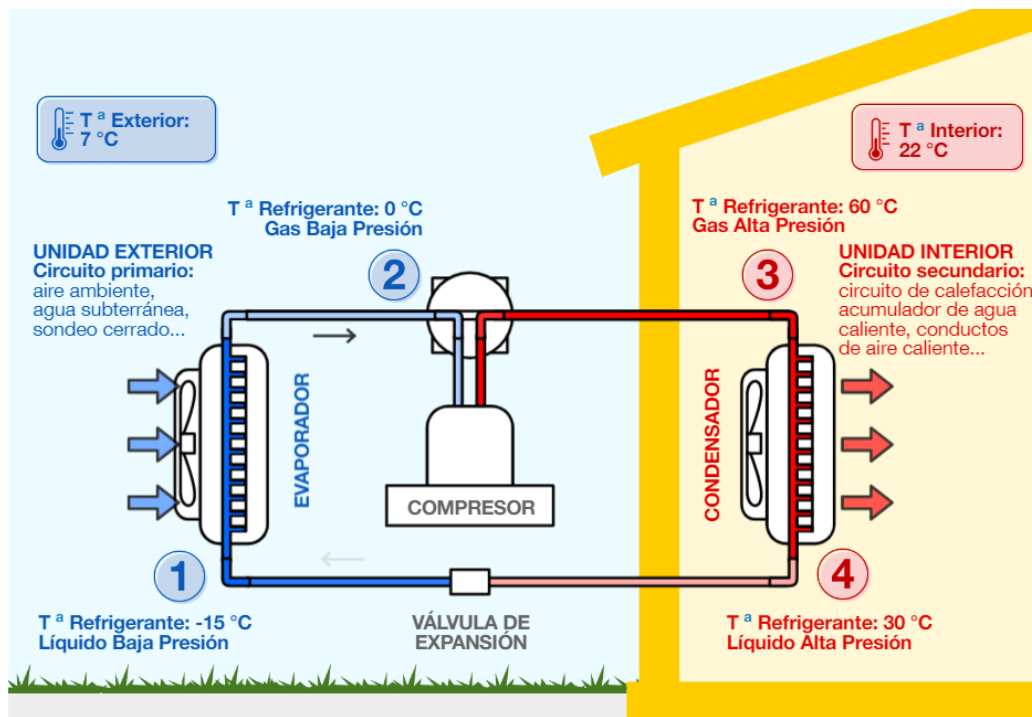 T ª Exterior:
7 °C
T ª Interior:
22 °C
T ª Refrigerante: 0 °C
Gas Baja Presión
T ª Refrigerante: 60 °C
Gas Alta Presión
UNIDAD EXTERIOR
Circuito primario:
aire ambiente,
agua subterránea,
sondeo cerrado...
2
3
UNIDAD INTERIOR
Circuito secundario:
circuito de calefacción
acumulador de agua
caliente, conductos
de aire caliente...
EVAPORADOR
COMPRESOR
CONDENSADOR
1
4
T ª Refrigerante: -15 °C
Líquido Baja Presión
VÁLVULA DE
EXPANSIÓN
T ª Refrigerante: 30 °C
Líquido Alta Presión